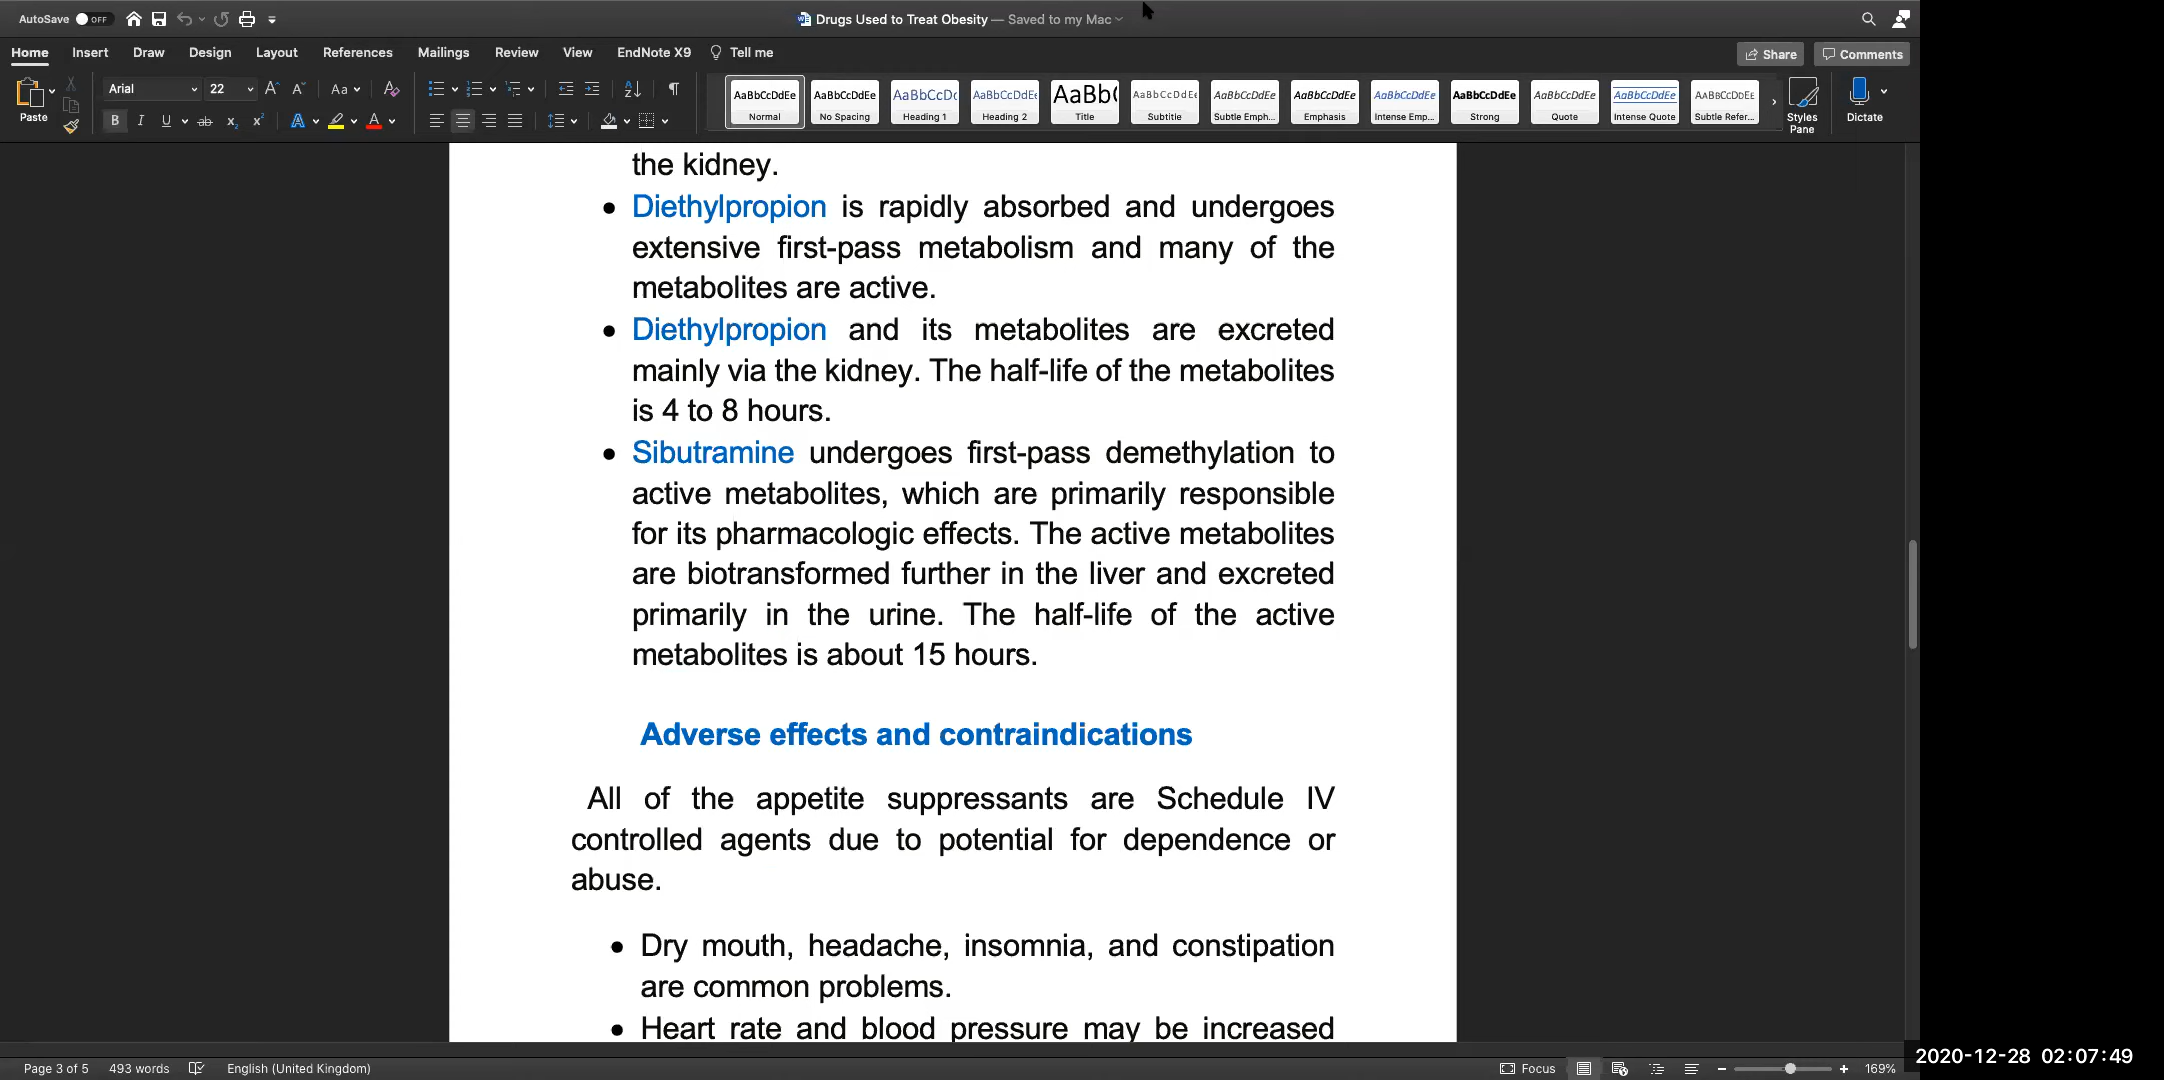 AutoSave OFF
Drugs Used to Treat Obesity — Saved to my Mac
Home Insert Draw Design Layout References Mailings Review View EndNote X9 Tell me
Share Comments
Paste
Arial 22
Aa
AaBbCcDdEe Normal
AaBbCcDdEe No Spacing
AaBbCcDc Heading 1
AaBbCcDdEe Heading 2
AaBb( Title
AaBbCcDdEe Subtitle
AaBbCcDdEe Subtle Emph...
AaBbCcDdEe Emphasis
AaBbCcDdEe Intense Emp...
AaBbCcDdEe Strong
AaBbCcDdEe Quote
AaBbCcDdEe Intense Quote
AaBbCcDdEe Subtle Refer...
Styles Pane
Dictate
the kidney.
• Diethylpropion is rapidly absorbed and undergoes
extensive first-pass metabolism and many of the
metabolites are active.
• Diethylpropion and its metabolites are excreted
mainly via the kidney. The half-life of the metabolites
is 4 to 8 hours.
• Sibutramine undergoes first-pass demethylation to
active metabolites, which are primarily responsible
for its pharmacologic effects. The active metabolites
are biotransformed further in the liver and excreted
primarily in the urine. The half-life of the active
metabolites is about 15 hours.
Adverse effects and contraindications
All of the appetite suppressants are Schedule IV
controlled agents due to potential for dependence or
abuse.
• Dry mouth, headache, insomnia, and constipation
are common problems.
• Heart rate and blood pressure may be increased
Page 3 of 5 493 words English (United Kingdom)
Focus 169%
2020-12-28 02:07:49